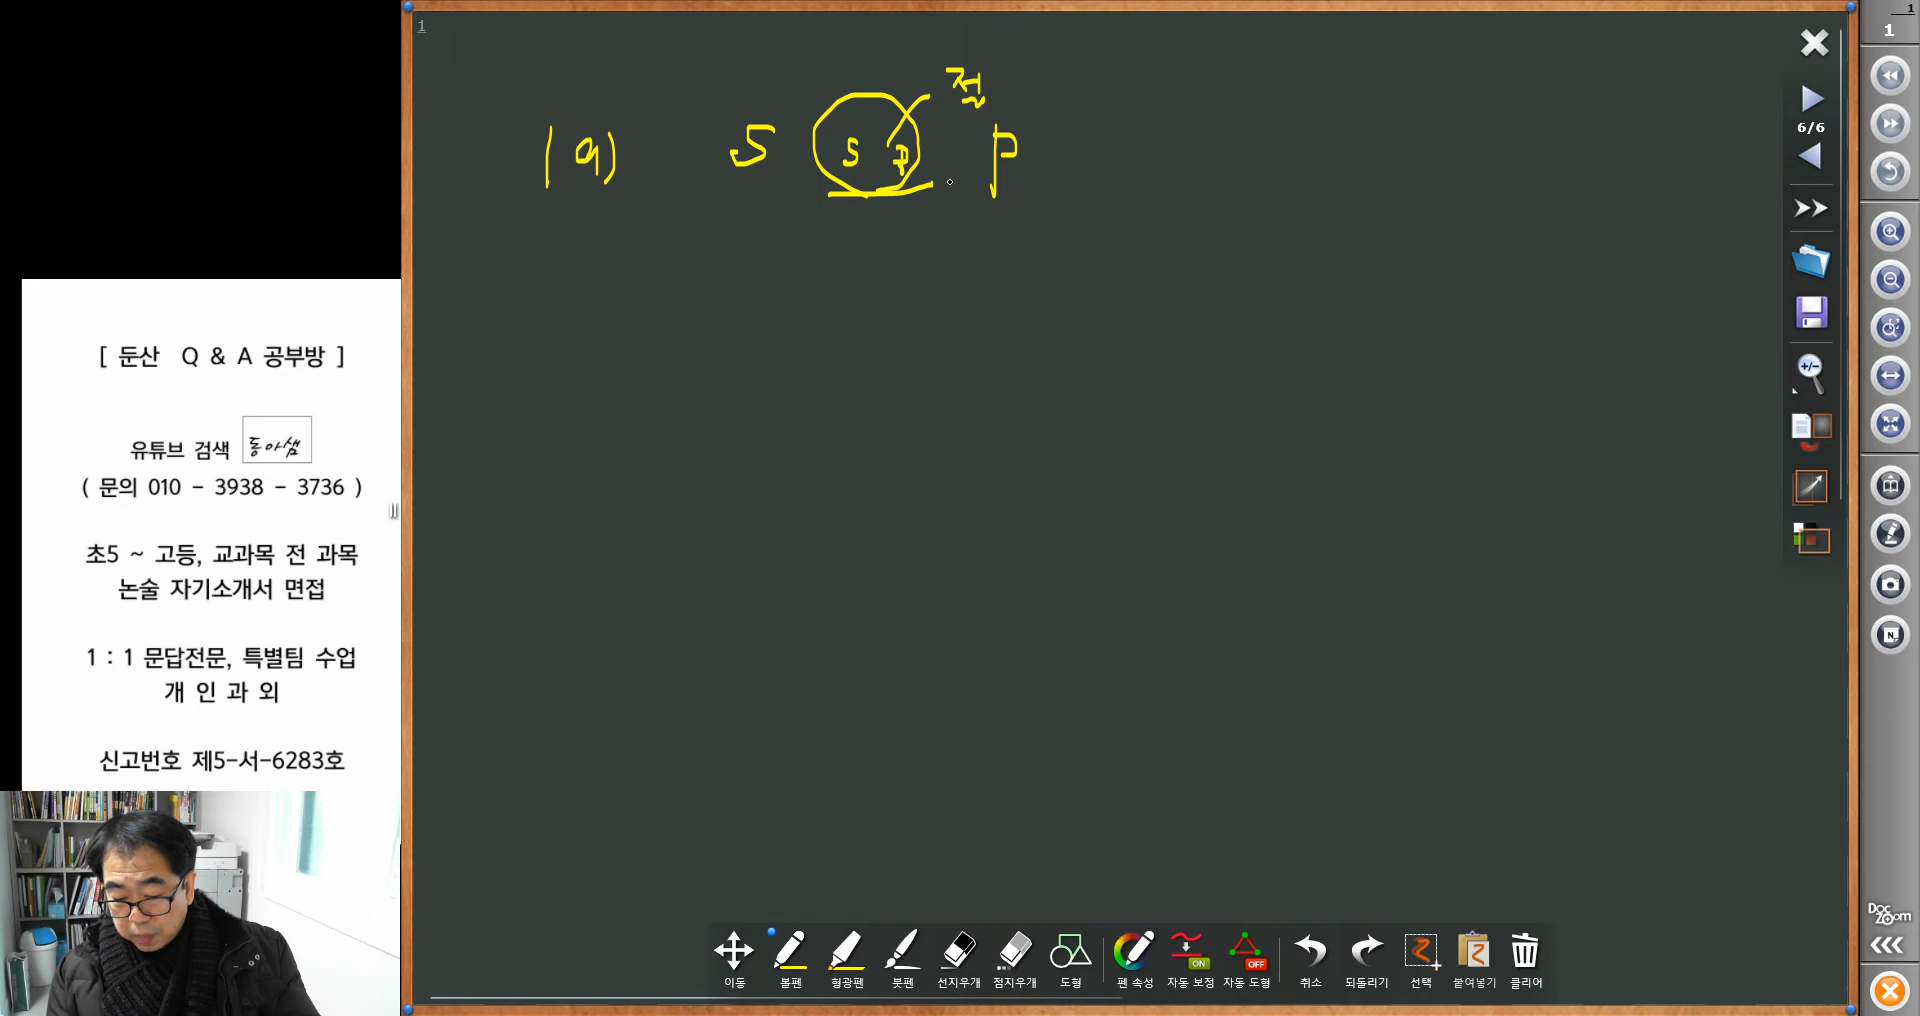 [ 둔산 Q & A 공부방 ]
유튜브 검색 동아샘
( 문의 010 - 3938 - 3736 )
초5 ~ 고등, 교과목 전 과목
논술 자기소개서 면접
1 : 1 문답전문, 특별팀 수업
개 인 과 외
신고번호 제5-서-6283호
1
19) S S P 전 P
1
1
6/6
+/-
N
Doc Zoom
ON
OFF
이동 볼펜 형광펜 붓펜 선지우개 점지우개 도형 펜 속성 자동 보정 자동 도형 취소 되돌리기 선택 붙여넣기 클리어